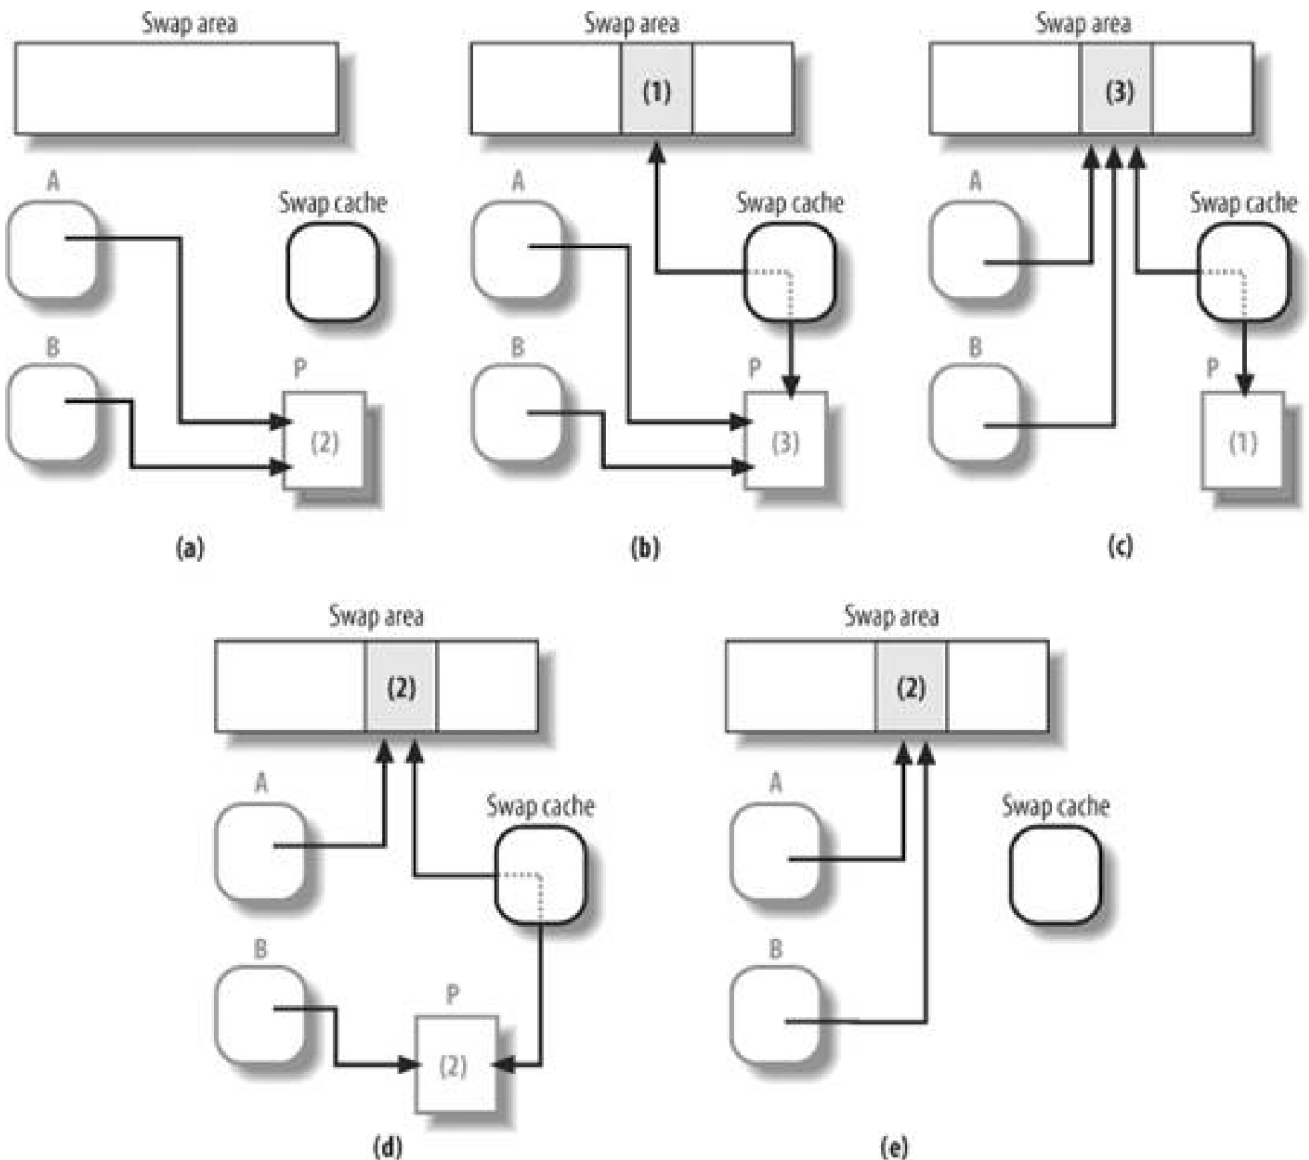 Swap area
A
Swap cache
B
P
(2)
(a)
Swap area
(1)
A
Swap cache
B
P
(3)
(b)
Swap area
(3)
A
Swap cache
B
P
(1)
(c)
Swap area
(2)
A
Swap cache
B
P
(2)
(d)
Swap area
(2)
A
Swap cache
B
(e)